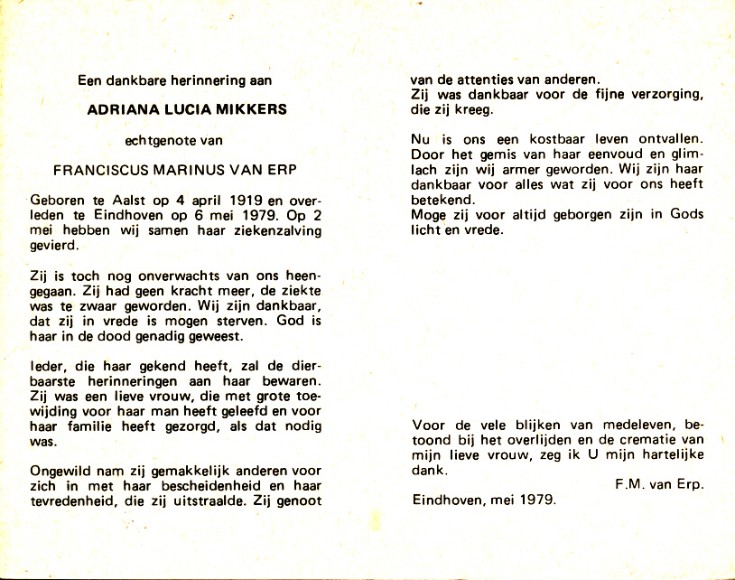 Een dankbare herinnering aan
ADRIANA LUCIA MIKKERS
echtgenote van
FRANCISCUS MARINUS VAN ERP
Geboren te Aalst op 4 april 1919 en over-
leden te Eindhoven op 6 mei 1979. Op 2
mei hebben wij samen haar ziekenzalving
gevierd.
Zij is toch nog onverwachts van ons heen-
gegaan. Zij had geen kracht meer, de ziekte
was te zwaar geworden. Wij zijn dankbaar,
dat zij in vrede is mogen sterven. God is
haar in de dood genadig geweest.
Ieder, die haar gekend heeft, zal de dier-
baarste herinneringen aan haar bewaren.
Zij was een lieve vrouw, die met grote toe-
wijding voor haar man heeft geleefd en voor
haar familie heeft gezorgd, als dat nodig
was.
Ongewild nam zij gemakkelijk anderen voor
zich in met haar bescheidenheid en haar
tevredenheid, die zij uitstraalde. Zij genoot
van de attenties van anderen.
Zij was dankbaar voor de fijne verzorging,
die zij kreeg.
Nu is ons een kostbaar leven ontvallen.
Door het gemis van haar eenvoud en glim-
lach zijn wij armer geworden. Wij zijn haar
dankbaar voor alles wat zij voor ons heeft
betekend.
Moge zij voor altijd geborgen zijn in Gods
licht en vrede.
Voor de vele blijken van medeleven, be-
toond bij het overlijden en de crematie van
mijn lieve vrouw, zeg ik U mijn hartelijke
dank.
F.M. van Erp.
Eindhoven, mei 1979.